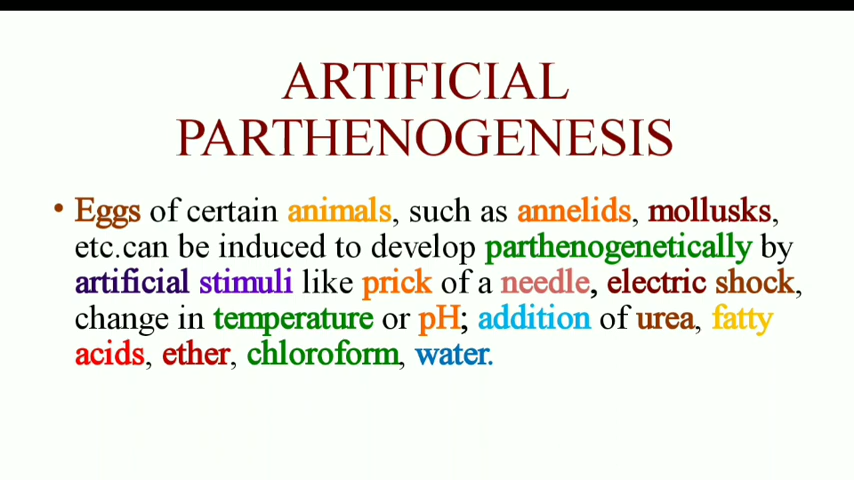 ARTIFICIAL
PARTHENOGENESIS
• Eggs of certain animals, such as annelids, mollusks,
etc.can be induced to develop parthenogenetically by
artificial stimuli like prick of a needle, electric shock,
change in temperature or pH; addition of urea, fatty
acids, ether, chloroform, water.